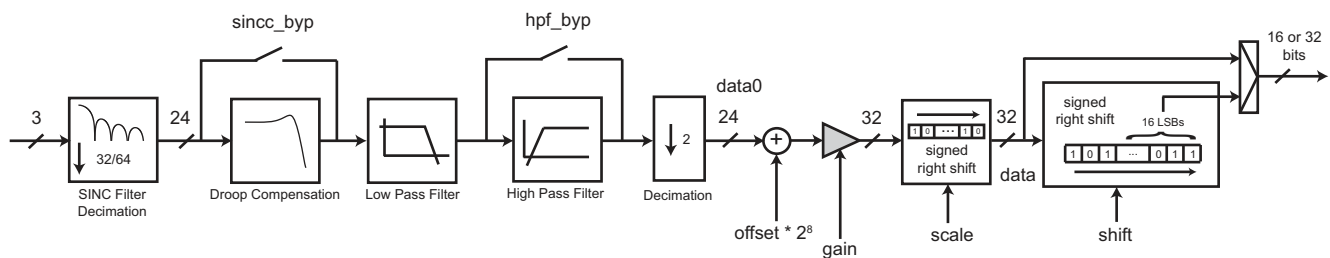 sincc_byp
hpf_byp
16 or 32
bits
3
24
data0
24
32
32
data
32/64
SINC Filter
Decimation
Droop Compensation
Low Pass Filter
High Pass Filter
2
Decimation
+
offset * 2⁸
gain
1 0 ···· 1 0
signed
right shift
scale
signed
right shift
16 LSBs
1 0 1 ... 0 1 1
shift